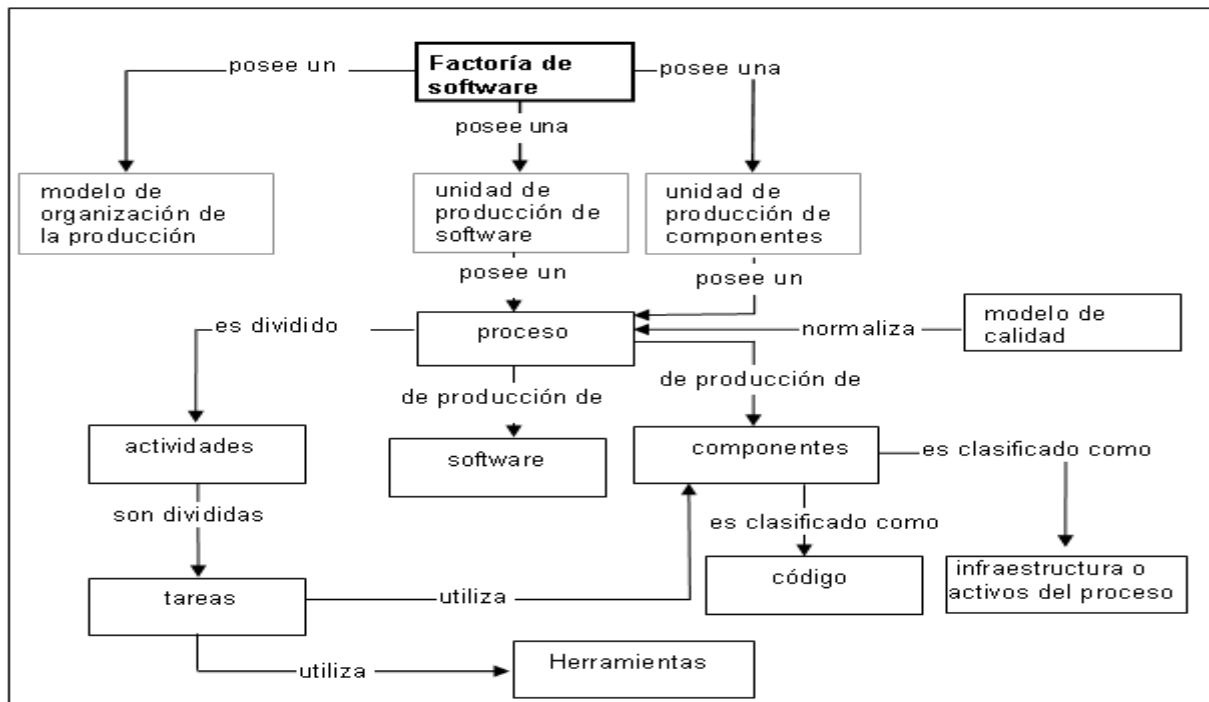 posee un
Factoría de
software
posee una
posee una
modelo de
organización de
la producción
unidad de
producción de
software
unidad de
producción de
componentes
posee un
posee un
es dividido
proceso
normaliza
modelo de
calidad
de producción de
de producción de
actividades
software
componentes
es clasificado como
son divididas
es clasificado como
tareas
utiliza
código
infraestructura o
activos del proceso
utiliza
Herramientas